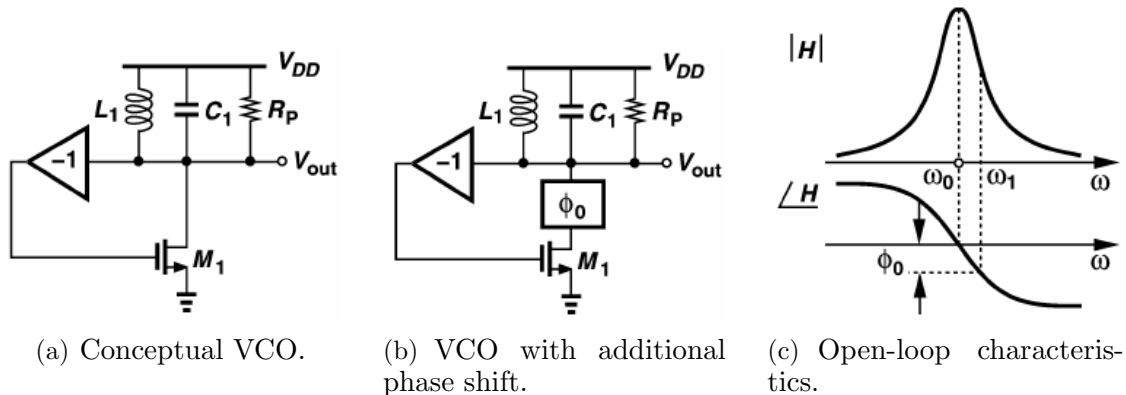 V_DD
L_1
C_1
R_P
−1
V_out
M_1
(a) Conceptual VCO.
V_DD
L_1
C_1
R_P
−1
V_out
ϕ_0
M_1
(b) VCO with additional
phase shift.
|H|
ω_0
ω_1
ω
∠H
ϕ_0
ω
(c) Open-loop characteris-
tics.